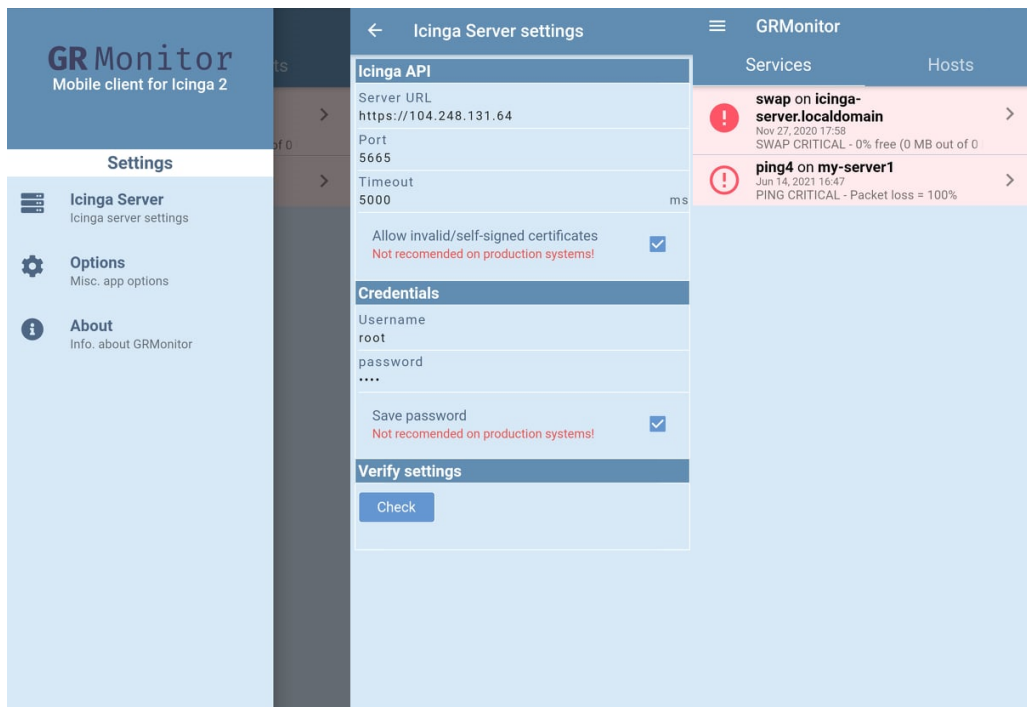 GRMonitor
Mobile client for Icinga 2
Settings
Icinga Server
Icinga server settings
Options
Misc. app options
About
Info. about GRMonitor
ts
of 0
Icinga Server settings
Icinga API
Server URL
https://104.248.131.64
Port
5665
Timeout
5000 ms
Allow invalid/self-signed certificates
Not recomended on production systems!
Credentials
Username
root
password
••••
Save password
Not recomended on production systems!
Verify settings
Check
GRMonitor
Services Hosts
swap on icinga-
server.localdomain
Nov 27, 2020 17:58
SWAP CRITICAL - 0% free (0 MB out of 0
ping4 on my-server1
Jun 14, 2021 16:47
PING CRITICAL - Packet loss = 100%